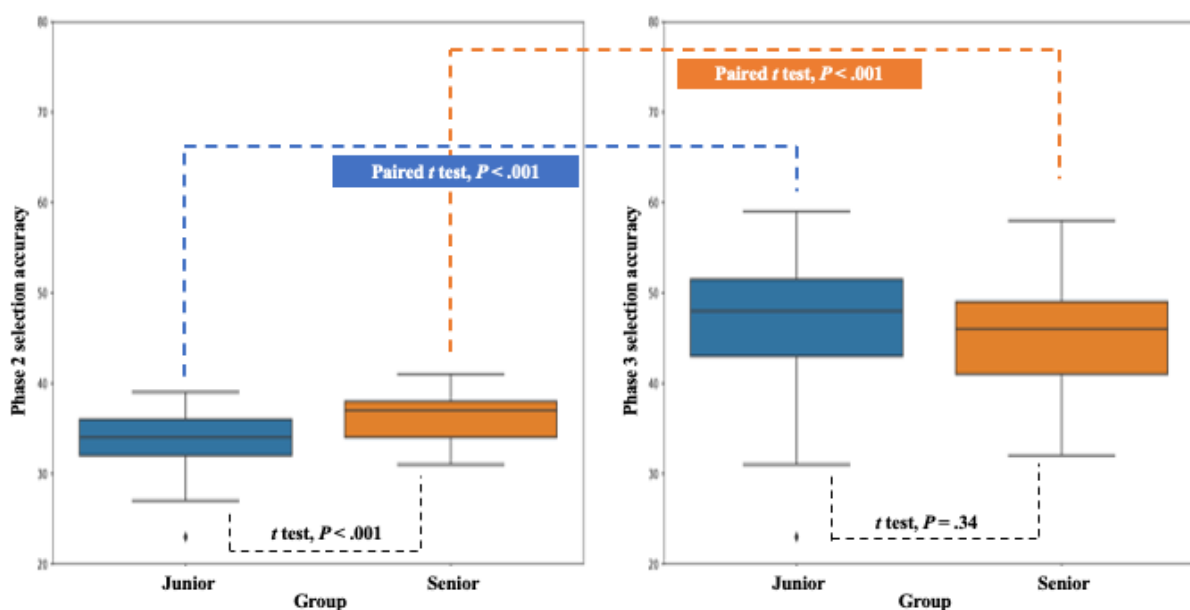 80
70
60
50
40
30
20
Phase 2 selection accuracy
Paired t test, P < .001
t test, P < .001
Junior
Senior
Group
80
70
60
50
40
30
20
Phase 3 selection accuracy
Paired t test, P < .001
t test, P = .34
Junior
Senior
Group